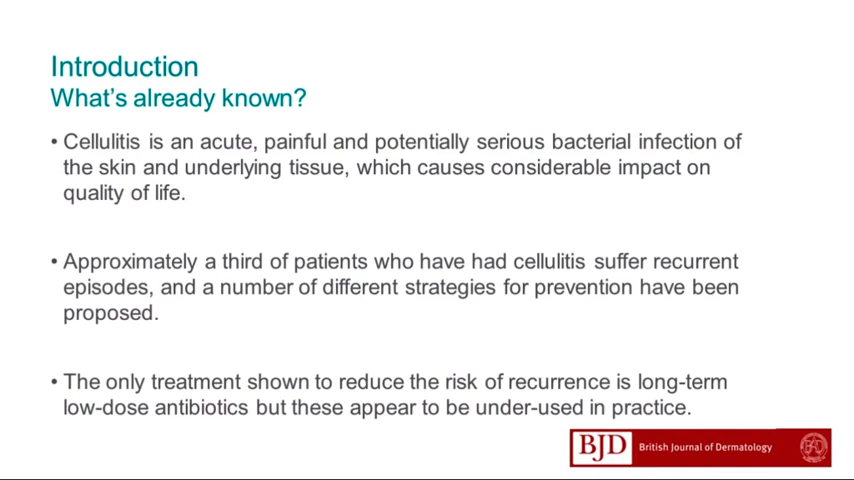 Introduction
What's already known?
• Cellulitis is an acute, painful and potentially serious bacterial infection of
the skin and underlying tissue, which causes considerable impact on
quality of life.
• Approximately a third of patients who have had cellulitis suffer recurrent
episodes, and a number of different strategies for prevention have been
proposed.
• The only treatment shown to reduce the risk of recurrence is long-term
low-dose antibiotics but these appear to be under-used in practice.
BJD British Journal of Dermatology